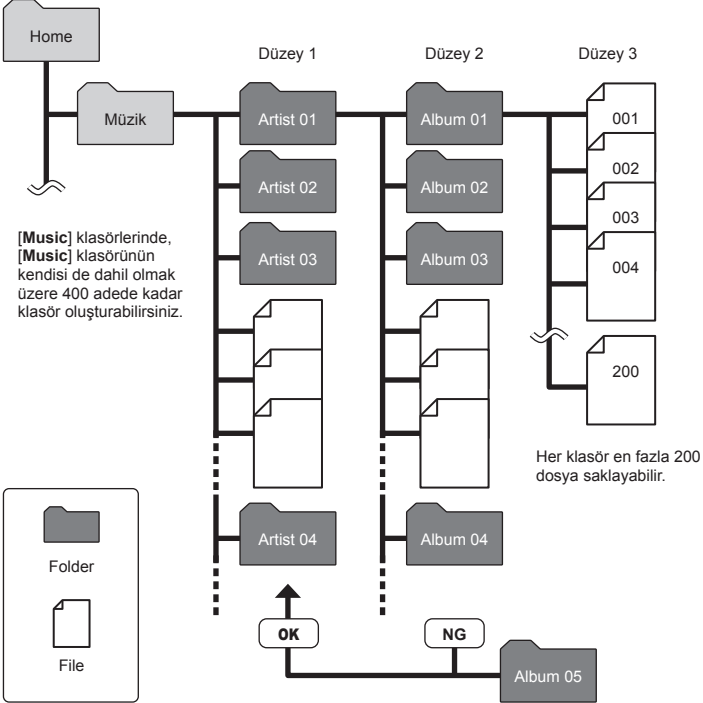 Home
Düzey 1
Düzey 2
Düzey 3
Müzik
Artist 01
Album 01
001
Artist 02
Album 02
002
003
Artist 03
Album 03
004
[Music] klasörlerinde,
[Music] klasörünün
kendisi de dahil olmak
üzere 400 adede kadar
klasör oluşturabilirsiniz.
200
Her klasör en fazla 200
dosya saklayabilir.
Artist 04
Album 04
Folder
File
OK
NG
Album 05